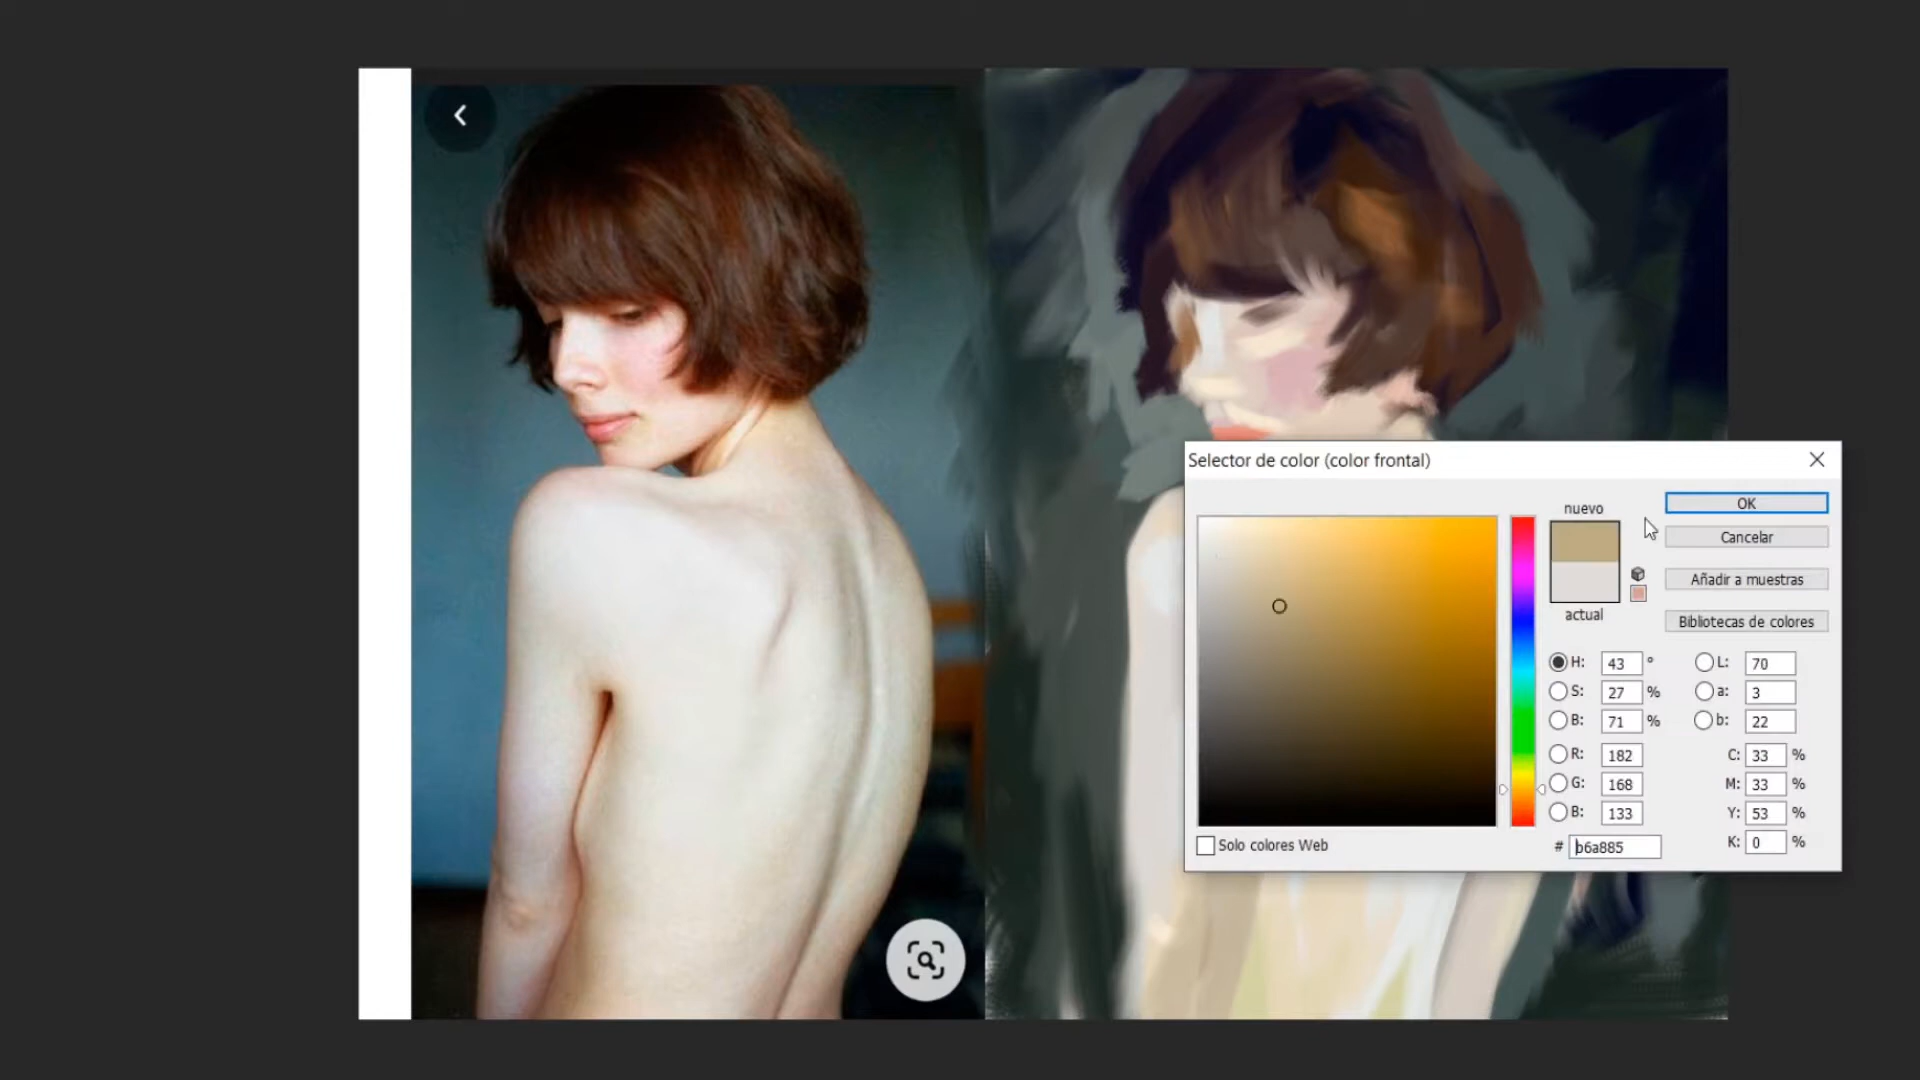 Selector de color (color frontal)
nuevo
OK
Cancelar
Añadir a muestras
actual
Bibliotecas de colores
H: 43 ° L: 70
S: 27 % a: 3
B: 71 % b: 22
R: 182 C: 33 %
G: 168 M: 33 %
B: 133 Y: 53 %
Solo colores Web # b6a885 K: 0 %